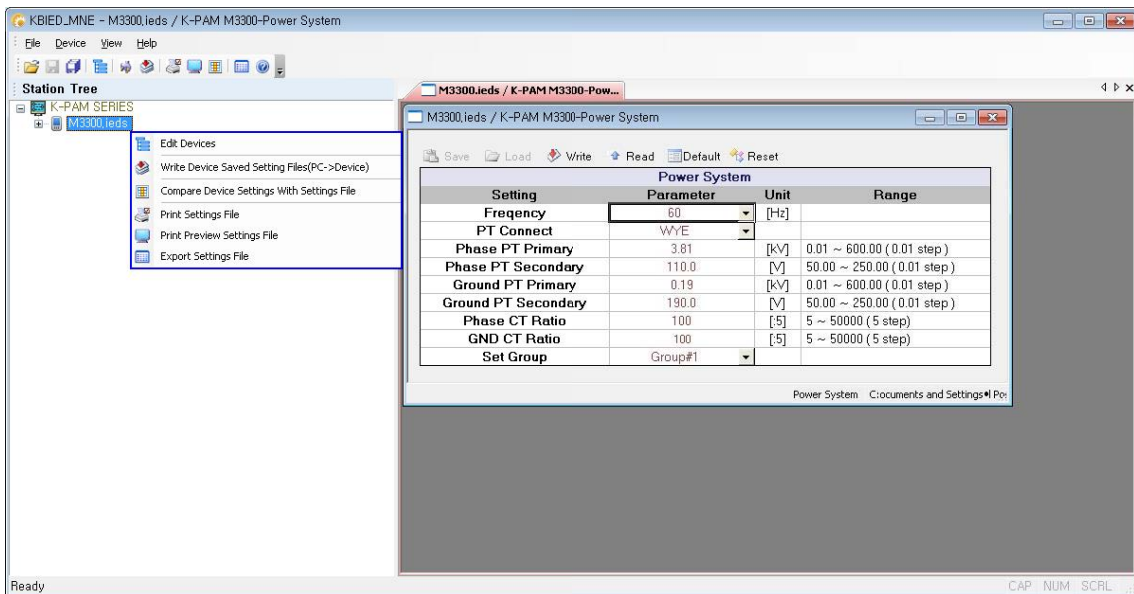 KBIED_MNE - M3300,ieds / K-PAM M3300-Power System
File Device View Help
Station Tree
K-PAM SERIES
M3300,ieds
Edit Devices
Write Device Saved Setting Files(PC->Device)
Compare Device Settings With Settings File
Print Settings File
Print Preview Settings File
Export Settings File
M3300.ieds / K-PAM M3300-Pow...
M3300,ieds / K-PAM M3300-Power System
Save Load Write Read Default Reset
Power System
Setting Parameter Unit Range
Freqency 60 [Hz]
PT Connect WYE
Phase PT Primary 3.81 [kV] 0.01 ~ 600.00 ( 0.01 step )
Phase PT Secondary 110.0 [V] 50.00 ~ 250.00 ( 0.01 step )
Ground PT Primary 0.19 [kV] 0.01 ~ 600.00 ( 0.01 step )
Ground PT Secondary 190.0 [V] 50.00 ~ 250.00 ( 0.01 step )
Phase CT Ratio 100 [:5] 5 ~ 50000 ( 5 step)
GND CT Ratio 100 [:5] 5 ~ 50000 ( 5 step)
Set Group Group#1
Power System C:ocuments and Settings
Ready CAP NUM SCRL